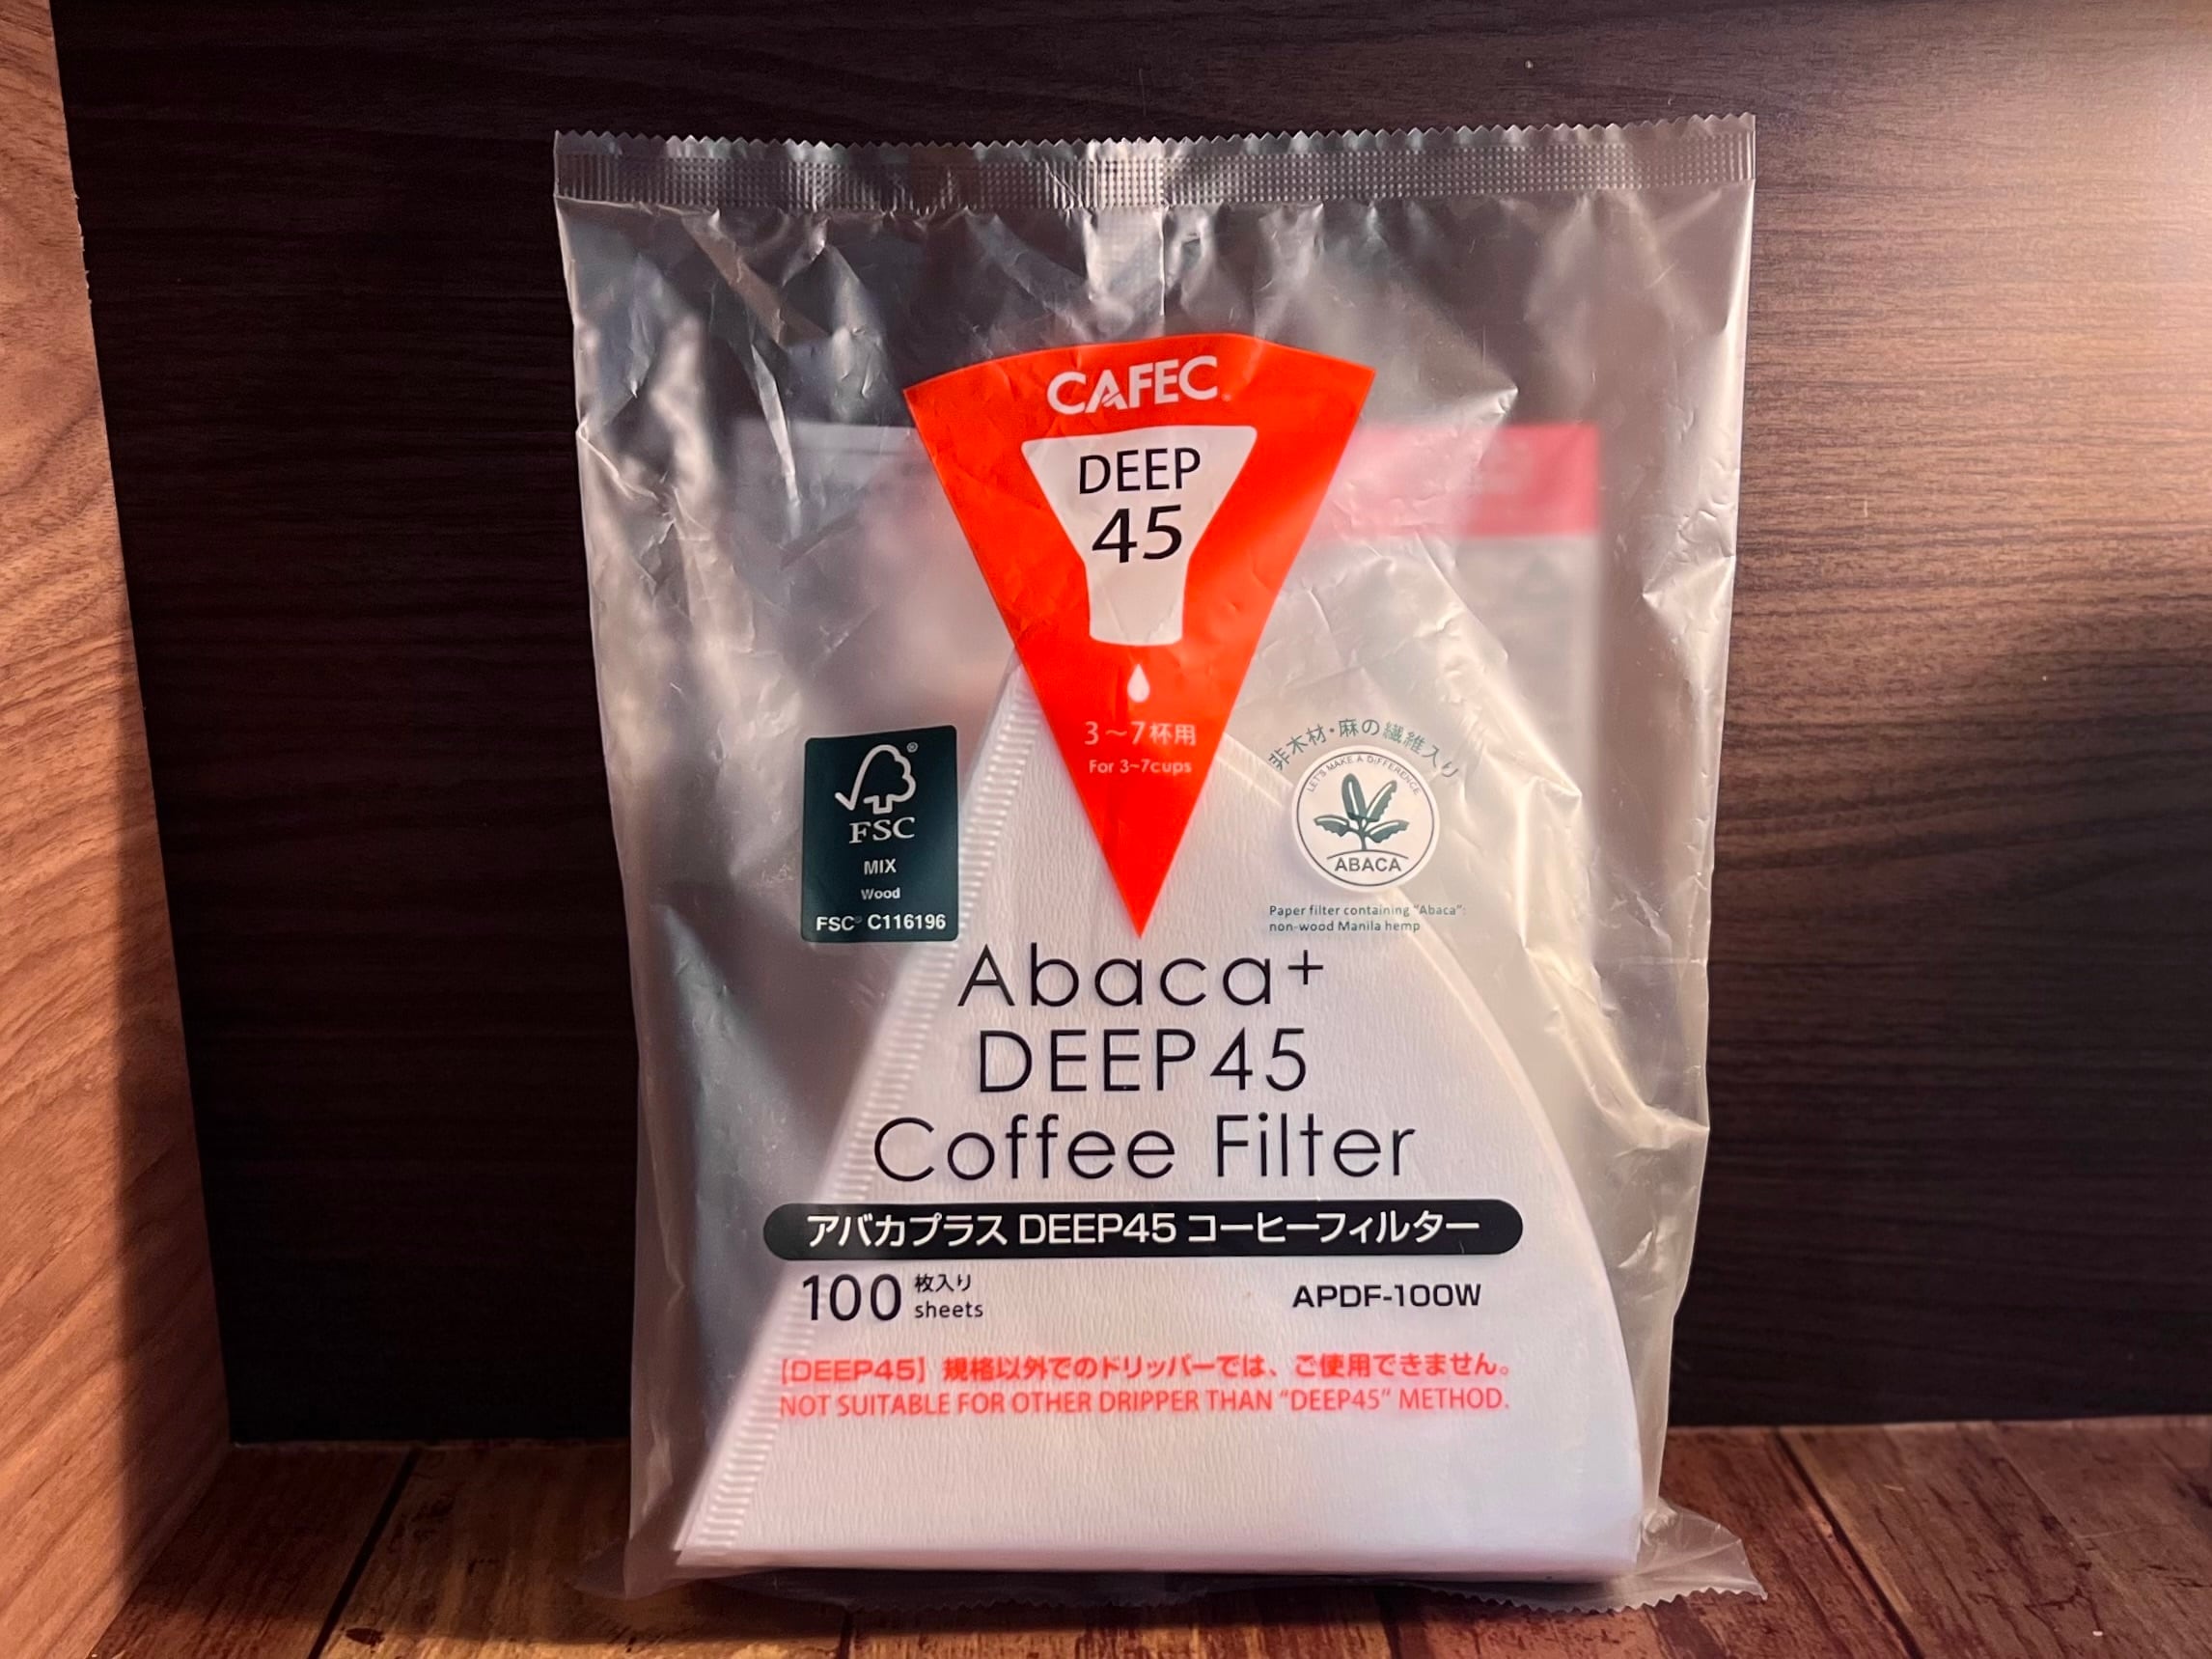 CAFEC
DEEP
45
3～7杯用
For 3~7cups
FSC®
MIX
Wood
FSC® C116196
非木材・麻の繊維入り
LET'S MAKE A DIFFERENCE
ABACA
Paper filter containing "Abaca":
non-wood Manila hemp
Abaca+
DEEP45
Coffee Filter
アバカプラス DEEP45 コーヒーフィルター
100 枚入り
sheets
APDF-100W
【DEEP45】規格以外でのドリッパーでは、ご使用できません。
NOT SUITABLE FOR OTHER DRIPPER THAN "DEEP45" METHOD.